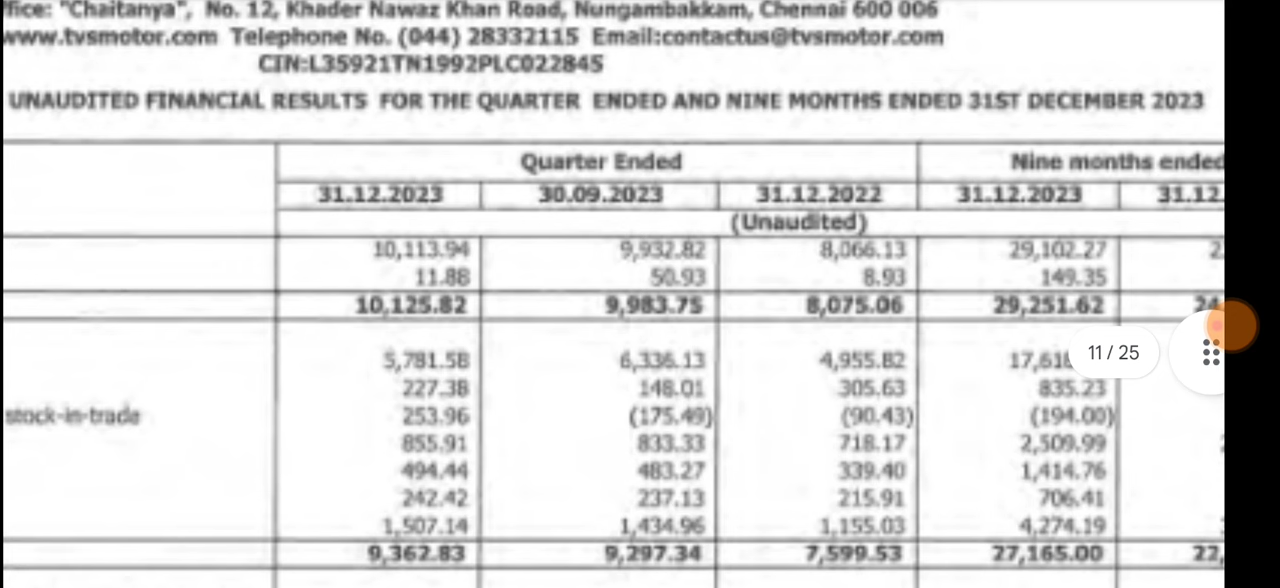 ffice: "Chaitanya", No. 12, Khader Nawaz Khan Road, Nungambakkam, Chennai 600 006
www.tvsmotor.com Telephone No. (044) 28332115 Email:contactus@tvsmotor.com
CIN:L35921TN1992PLC022845
UNAUDITED FINANCIAL RESULTS FOR THE QUARTER ENDED AND NINE MONTHS ENDED 31ST DECEMBER 2023
Quarter Ended Nine months ended
31.12.2023 30.09.2023 31.12.2022 31.12.2023 31.12.
(Unaudited)
10,113.94 9,932.82 8,066.13 29,102.27 2
11.88 50.93 8.93 149.35
10,125.82 9,983.75 8,075.06 29,251.62 24
5,781.58 6,336.13 4,955.82 17,618 11 / 25
227.38 148.01 305.63 835.23
stock-in-trade 253.96 (175.49) (90.43) (194.00)
855.91 833.33 718.17 2,509.99
494.44 483.27 339.40 1,414.76
242.42 237.13 215.91 706.41
1,507.14 1,434.96 1,155.03 4,274.19
9,362.83 9,297.34 7,599.53 27,165.00 22,